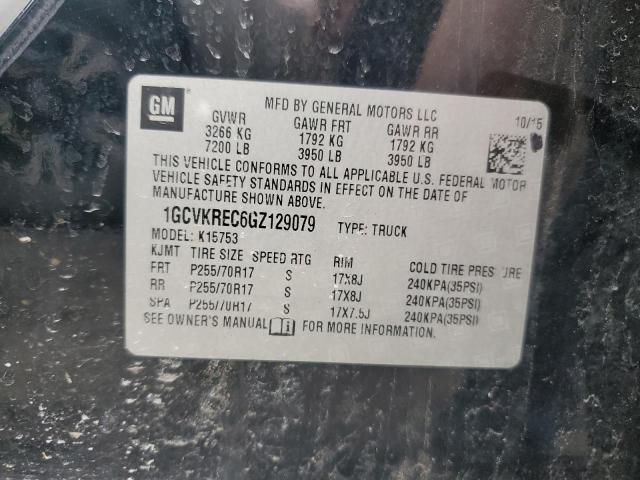 GM
MFD BY GENERAL MOTORS LLC
10/15
GVWR GAWR FRT GAWR RR
3266 KG 1792 KG 1792 KG
7200 LB 3950 LB 3950 LB
THIS VEHICLE CONFORMS TO ALL APPLICABLE U.S. FEDERAL MOTOR
VEHICLE SAFETY STANDARDS IN EFFECT ON THE DATE OF
MANUFACTURE SHOWN ABOVE.
1GCVKREC6GZ129079 TYPE: TRUCK
MODEL: K15753
KJMT TIRE SIZE SPEED RTG RIM COLD TIRE PRESSURE
FRT P255/70R17 S 17X8J 240KPA(35PSI)
RR P255/70R17 S 17X8J 240KPA(35PSI)
SPA P255/70R17 S 17X7.5J 240KPA(35PSI)
SEE OWNER'S MANUAL FOR MORE INFORMATION.